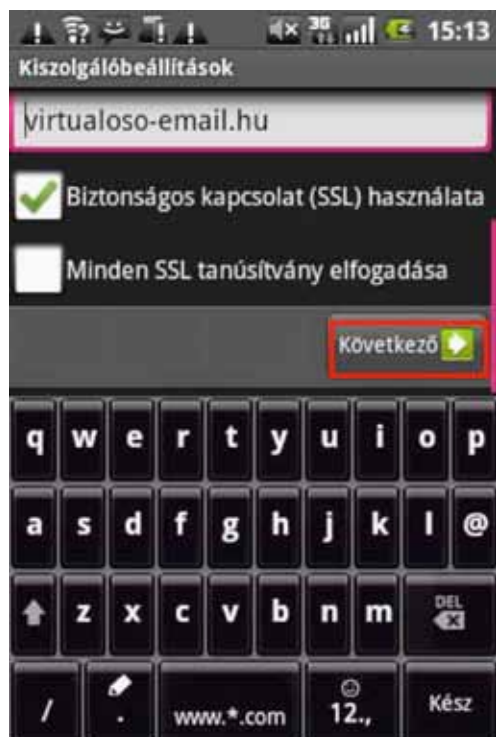 3G 15:13
Kiszolgálóbeállítások
virtualoso-email.hu
Biztonságos kapcsolat (SSL) használata
Minden SSL tanúsítvány elfogadása
Következő
q w e r t y u i o p
a s d f g h j k l @
z x c v b n m DEL
/ . www.*.com 12., Kész